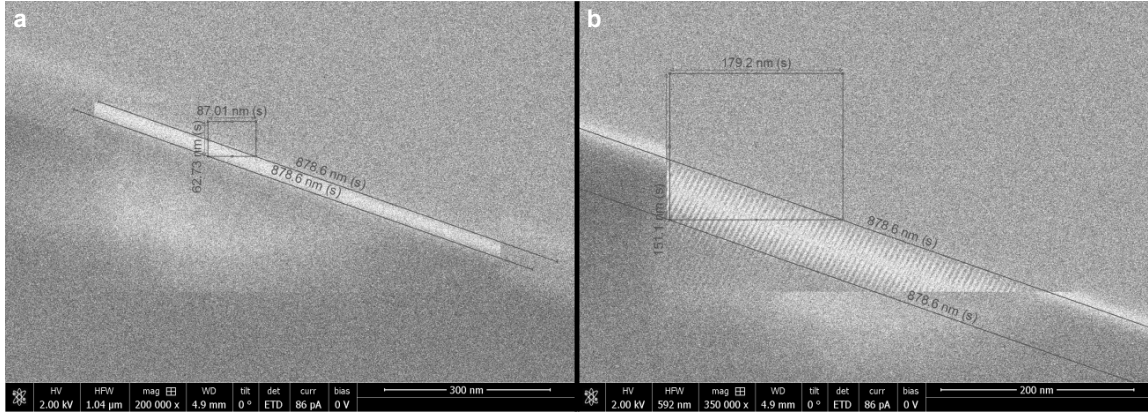 a
87.01 nm (s)
62.73 nm (s)
878.6 nm (s)
878.6 nm (s)
HV HFW mag WD tilt det curr bias
2.00 kV 1.04 µm 200 000 x 4.9 mm 0 ° ETD 86 pA 0 V
300 nm
b
179.2 nm (s)
151.1 nm (s)
878.6 nm (s)
878.6 nm (s)
HV HFW mag WD tilt det curr bias
2.00 kV 592 nm 350 000 x 4.9 mm 0 ° ETD 86 pA 0 V
200 nm